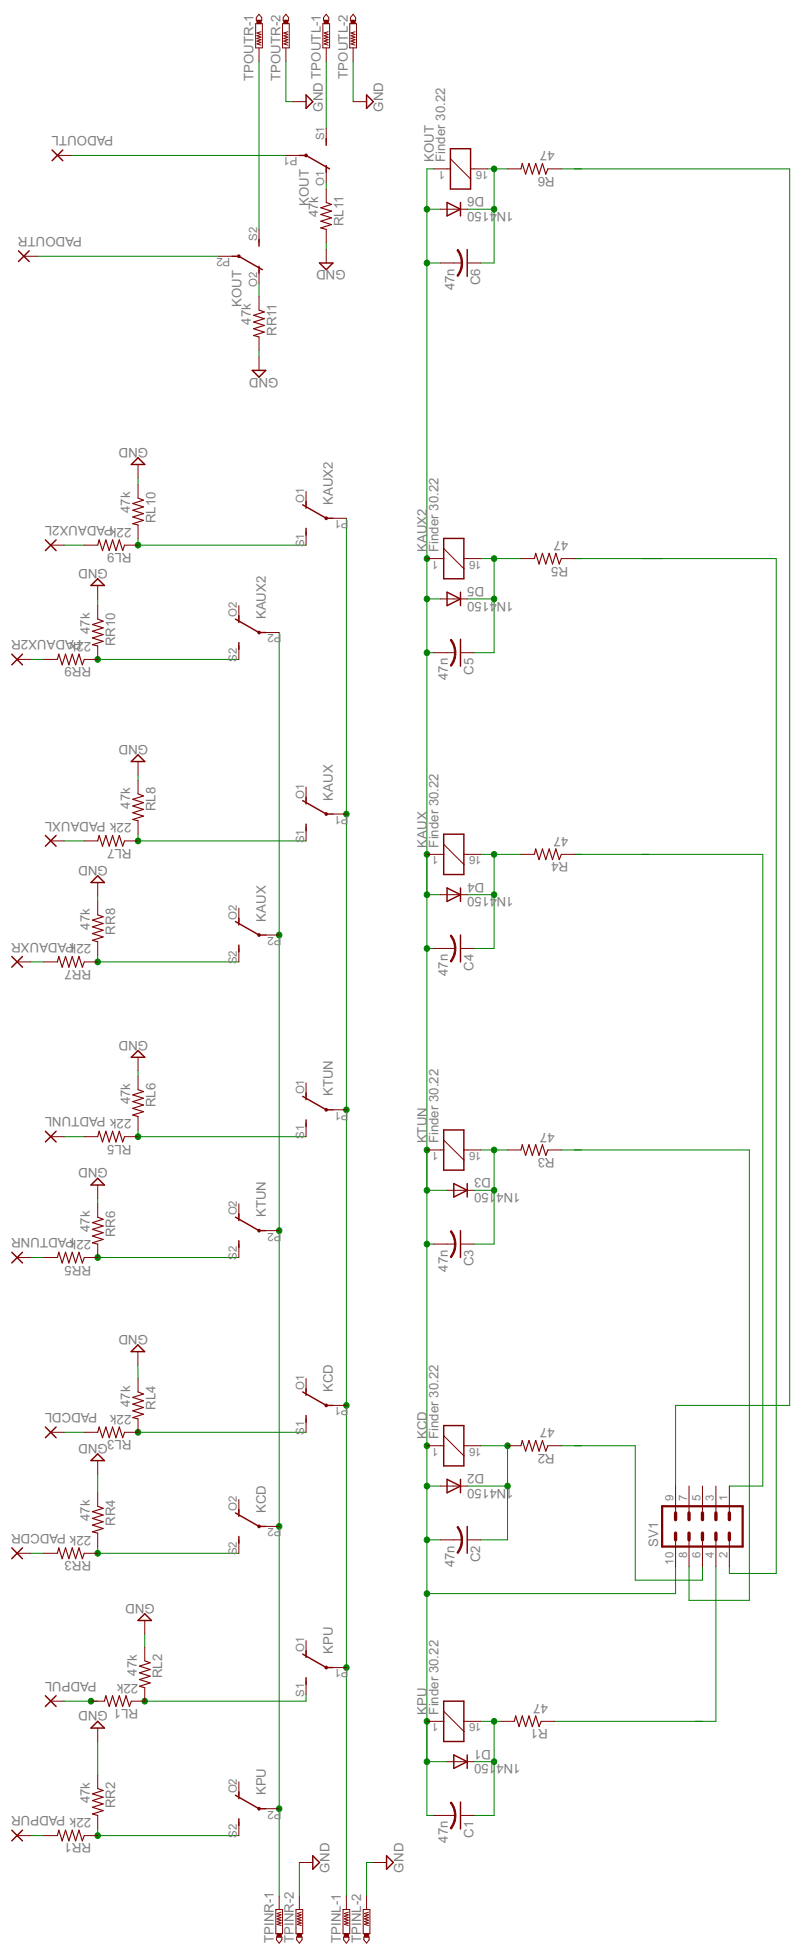 TPOUTR-1
TPOUTR-2
TPOUTL-1
TPOUTL-2
GND
GND
PADOUTL
S1
P1
O1
KOUT
47k
RL11
GND
PADOUTR
S2
P2
O2
KOUT
47k
RR11
GND
KOUT
Finder 30.22
1
16
47
R6
D6
1N4150
47n
C6
GND
47k
RL10
PADAUX2L
22k
RL9
O1
KAUX2
S1
P1
GND
47k
RR10
PADAUX2R
22k
RR9
O2
KAUX2
S2
P2
KAUX2
Finder 30.22
1
16
47
R5
D5
1N4150
47n
C5
GND
47k
RL8
PADAUXL
22k
RL7
O1
KAUX
S1
P1
GND
47k
RR8
PADAUXR
22k
RR7
O2
KAUX
S2
P2
KAUX
Finder 30.22
1
16
47
R4
D4
1N4150
47n
C4
GND
47k
RL6
PADTUNL
22k
RL5
O1
KTUN
S1
P1
GND
47k
RR6
PADTUNR
22k
RR5
O2
KTUN
S2
P2
KTUN
Finder 30.22
1
16
47
R3
D3
1N4150
47n
C3
GND
47k
RL4
PADCDL
22k
RL3
O1
KCD
S1
P1
GND
47k
RR4
PADCDR
22k
RR3
O2
KCD
S2
P2
KCD
Finder 30.22
1
16
47
R2
D2
1N4150
47n
C2
SV1
9
7
5
3
1
10
8
6
4
2
GND
47k
RL2
PADPUL
22k
RL1
O1
KPU
S1
P1
GND
47k
RR2
PADPUR
22k
RR1
O2
KPU
S2
P2
KPU
Finder 30.22
1
16
47
R1
D1
1N4150
47n
C1
GND
GND
TPINR-1
TPINR-2
TPINL-1
TPINL-2